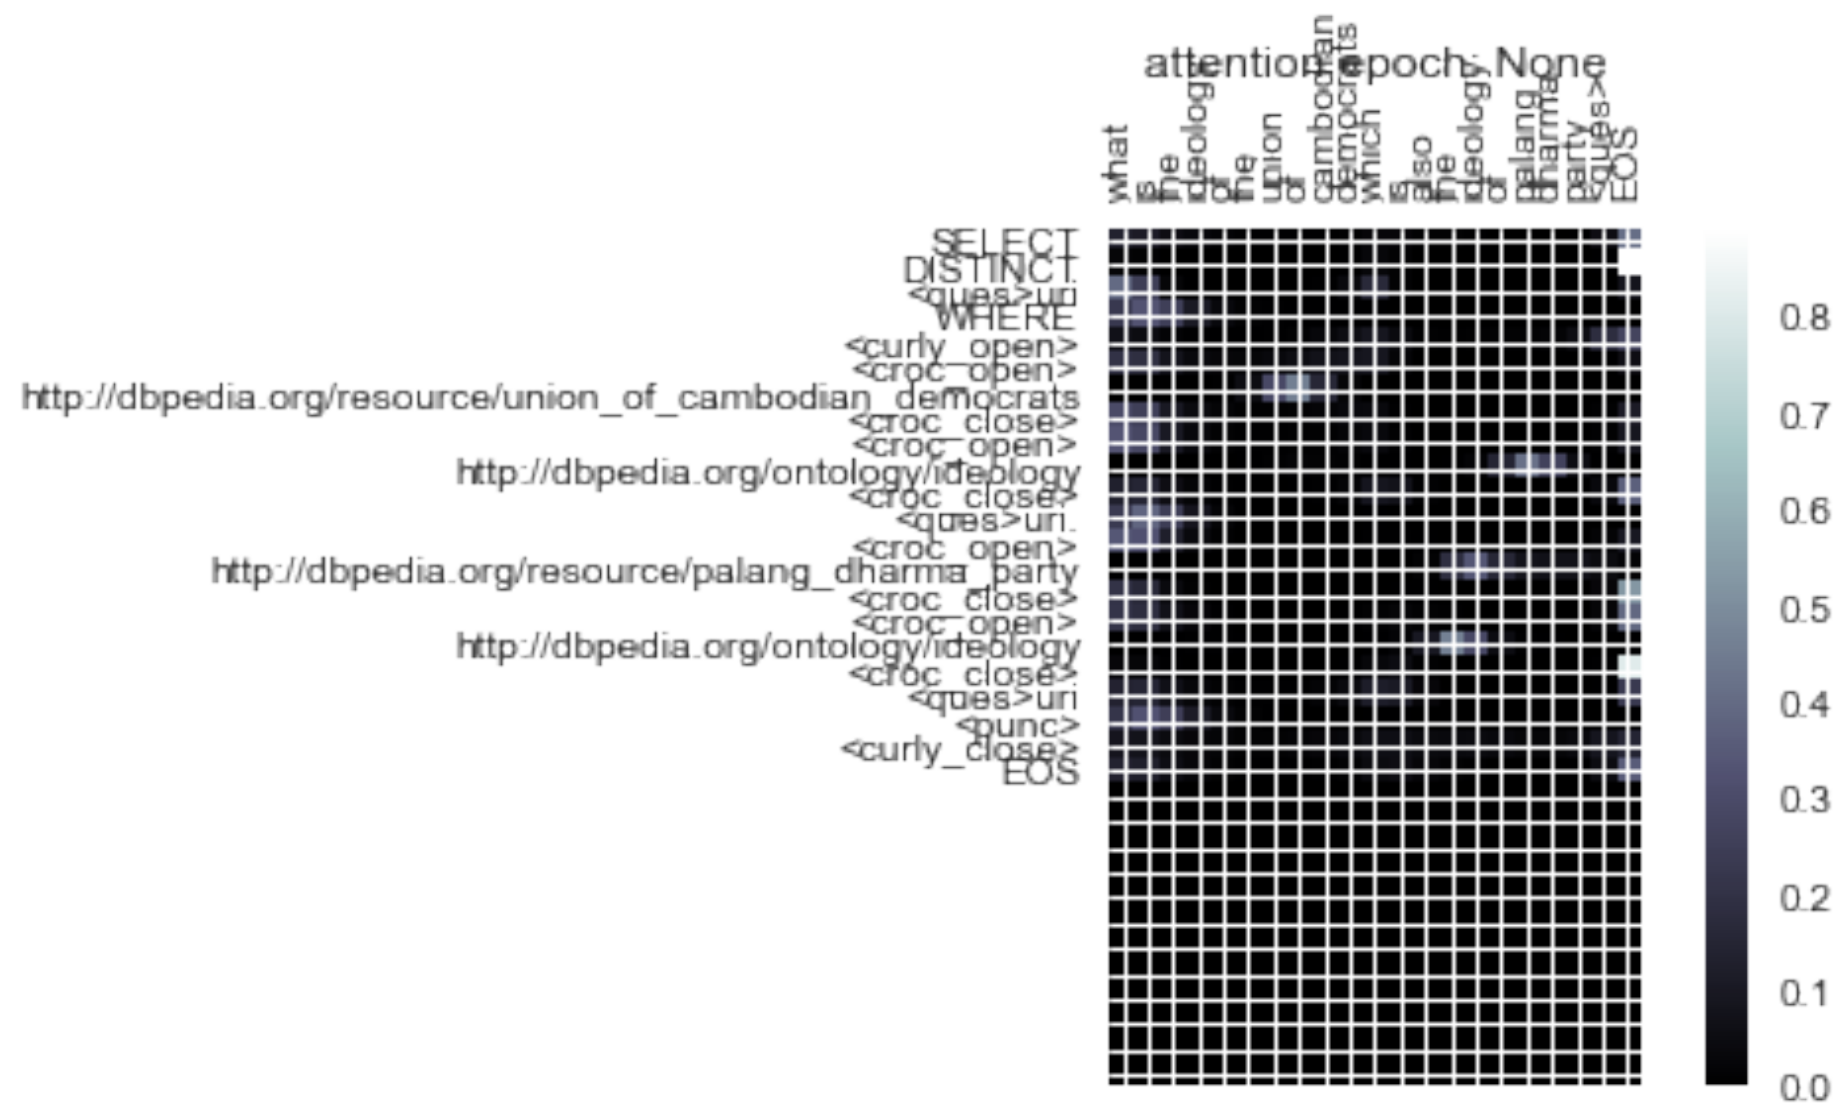 attention epoch: None
what
is
the
ideology
of
the
union
of
cambodian
democrats
which
is
also
the
ideology
of
palang
dharma
party
<ques>
EOS
SELECT
DISTINCT
<ques>uri
WHERE
<curly_open>
<croc_open>
http://dbpedia.org/resource/union_of_cambodian_democrats
<croc_close>
<croc_open>
http://dbpedia.org/ontology/ideology
<croc_close>
<ques>uri.
<croc_open>
http://dbpedia.org/resource/palang_dharma_party
<croc_close>
<croc_open>
http://dbpedia.org/ontology/ideology
<croc_close>
<ques>uri
<punc>
<curly_close>
EOS
0.8
0.7
0.6
0.5
0.4
0.3
0.2
0.1
0.0